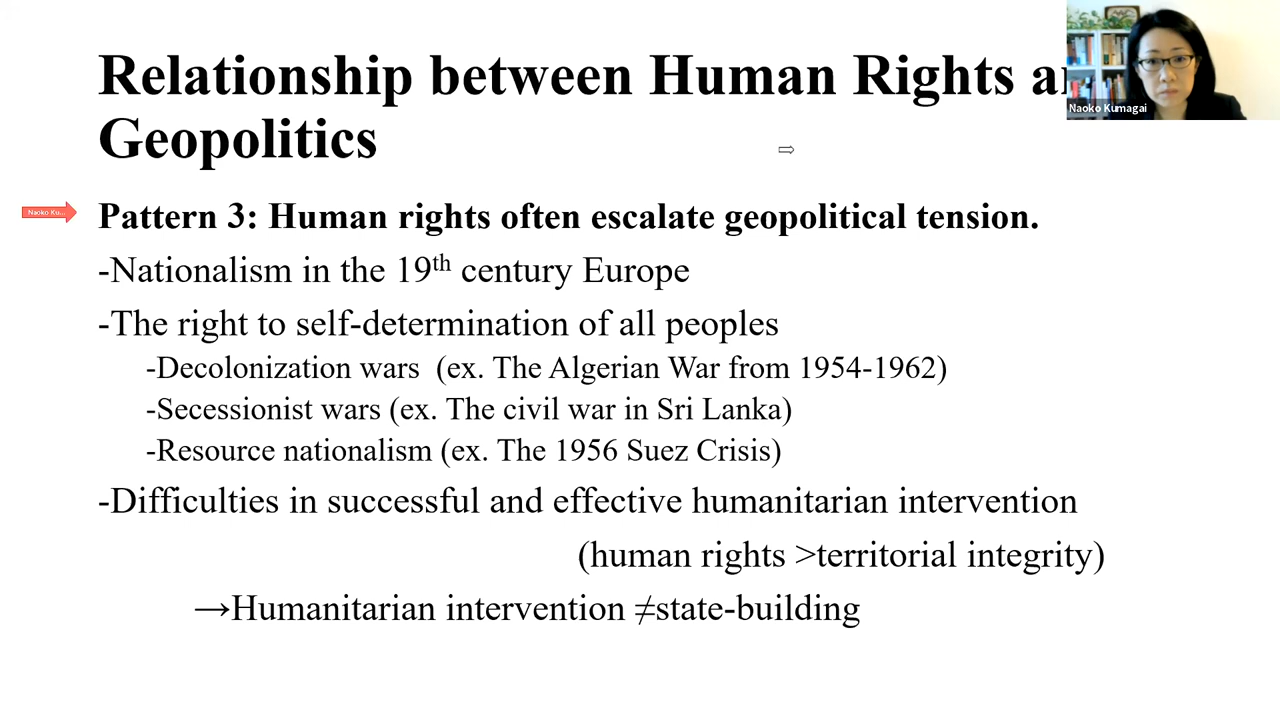 Relationship between Human Rights
Geopolitics
Naoko Kumagai
⇨
Naoko Ku...
Pattern 3: Human rights often escalate geopolitical tension.
-Nationalism in the 19th century Europe
-The right to self-determination of all peoples
-Decolonization wars (ex. The Algerian War from 1954-1962)
-Secessionist wars (ex. The civil war in Sri Lanka)
-Resource nationalism (ex. The 1956 Suez Crisis)
-Difficulties in successful and effective humanitarian intervention
(human rights >territorial integrity)
→Humanitarian intervention ≠state-building